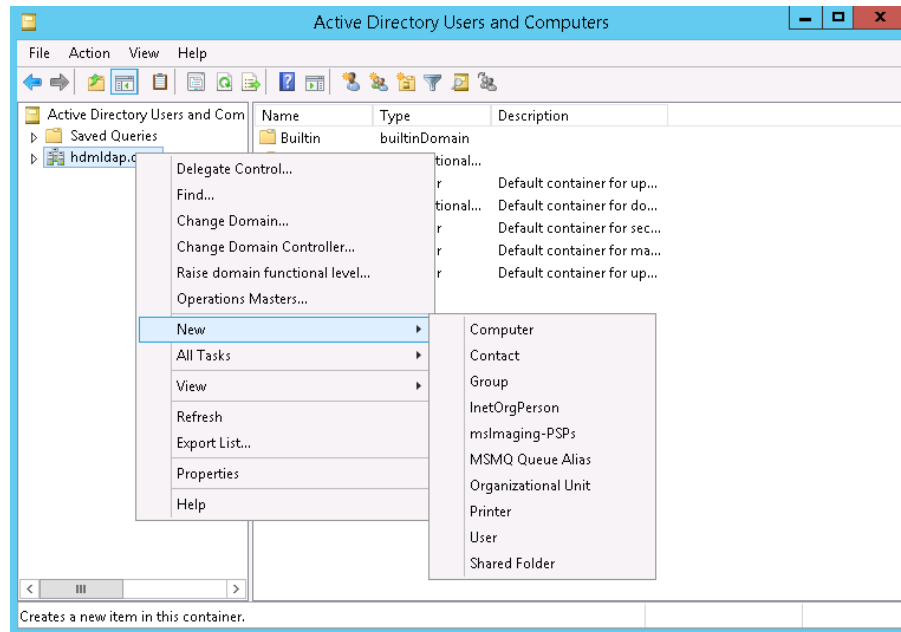 Active Directory Users and Computers
File Action View Help
Active Directory Users and Com
Saved Queries
hdmldap.
Name Type Description
Builtin builtinDomain
tional...
r Default container for up...
tional... Default container for do...
r Default container for sec...
r Default container for ma...
r Default container for up...
Delegate Control...
Find...
Change Domain...
Change Domain Controller...
Raise domain functional level...
Operations Masters...
New
All Tasks
View
Refresh
Export List...
Properties
Help
Computer
Contact
Group
InetOrgPerson
msImaging-PSPs
MSMQ Queue Alias
Organizational Unit
Printer
User
Shared Folder
Creates a new item in this container.